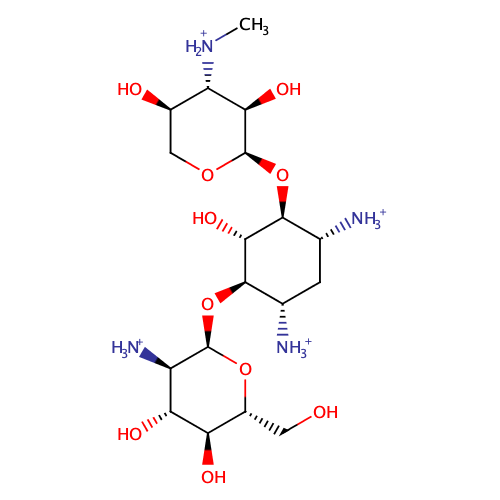 CH₃
H₂N⁺
HO OH
O O
HO NH₃⁺
O NH₃⁺
H₃N⁺ O
HO OH
OH